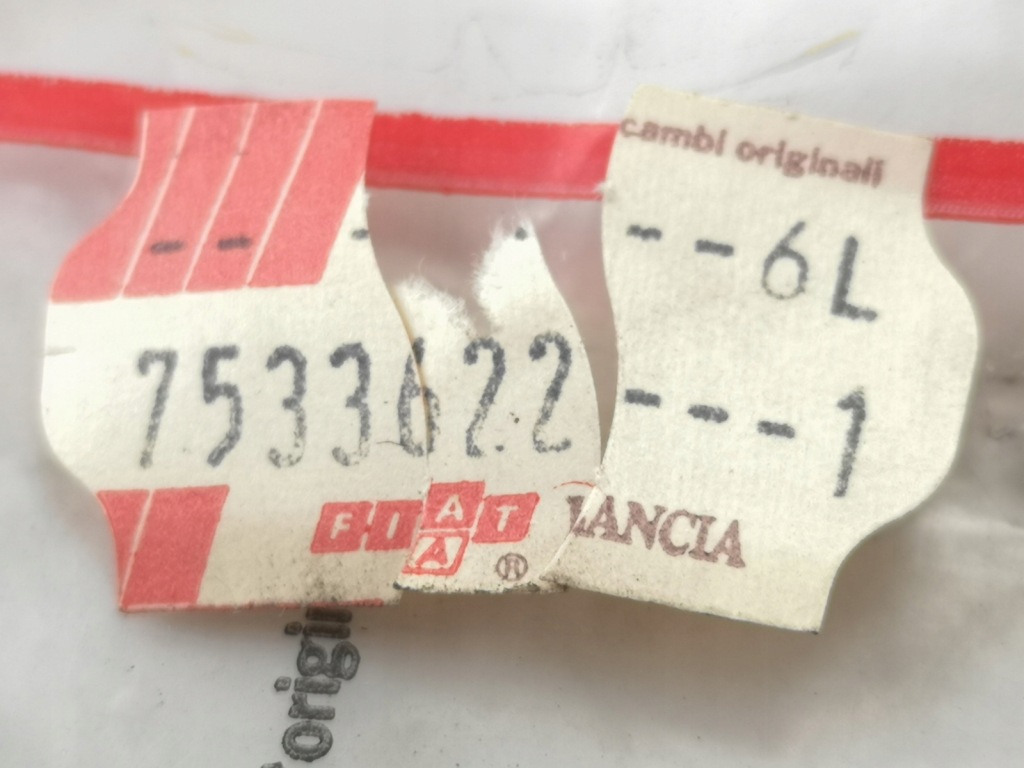 cambi originali
- - - --6L
7533622 ---1
FIAT LANCIA
A ®
origi